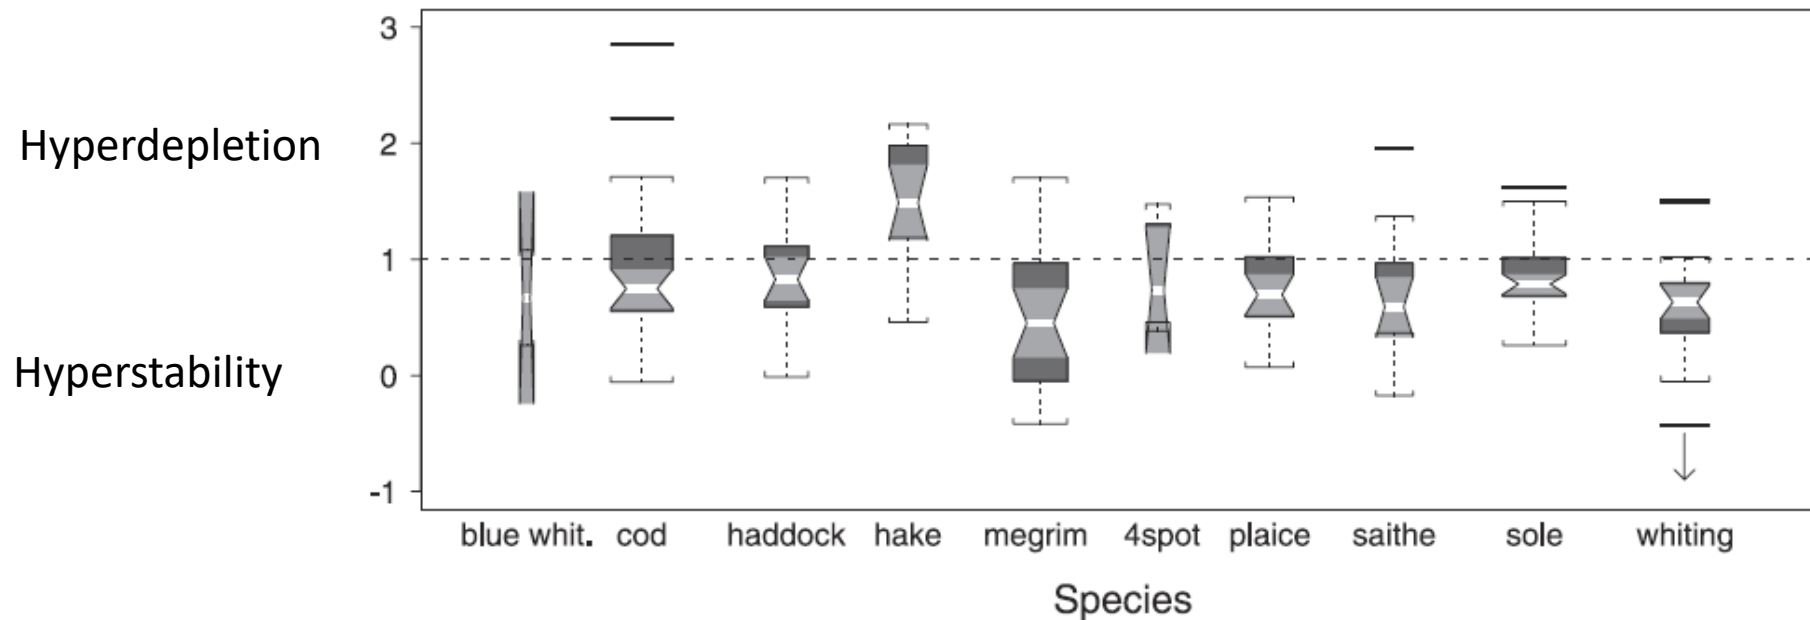 3
Hyperdepletion
2
1
Hyperstability
0
-1
blue whit. cod haddock hake megrim 4spot plaice saithe sole whiting
Species